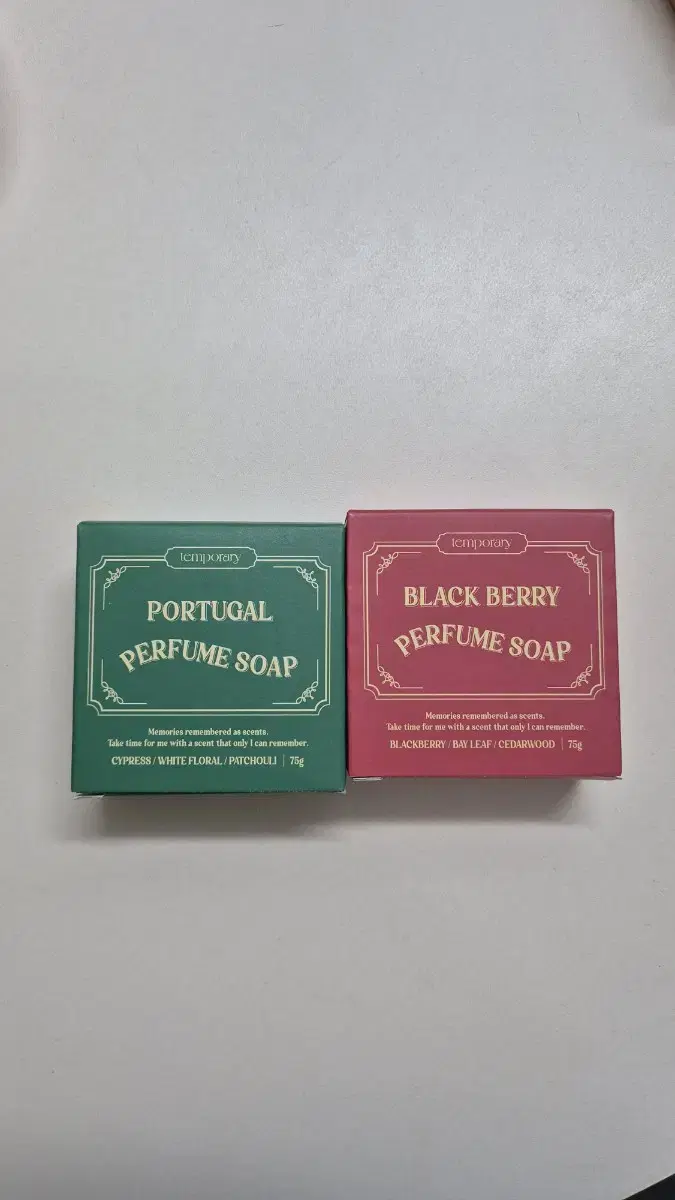 temporary
PORTUGAL
PERFUME SOAP
Memories remembered as scents.
Take time for me with a scent that only I can remember.
CYPRESS / WHITE FLORAL / PATCHOULI | 75g
temporary
BLACK BERRY
PERFUME SOAP
Memories remembered as scents.
Take time for me with a scent that only I can remember.
BLACKBERRY / BAY LEAF / CEDARWOOD | 75g